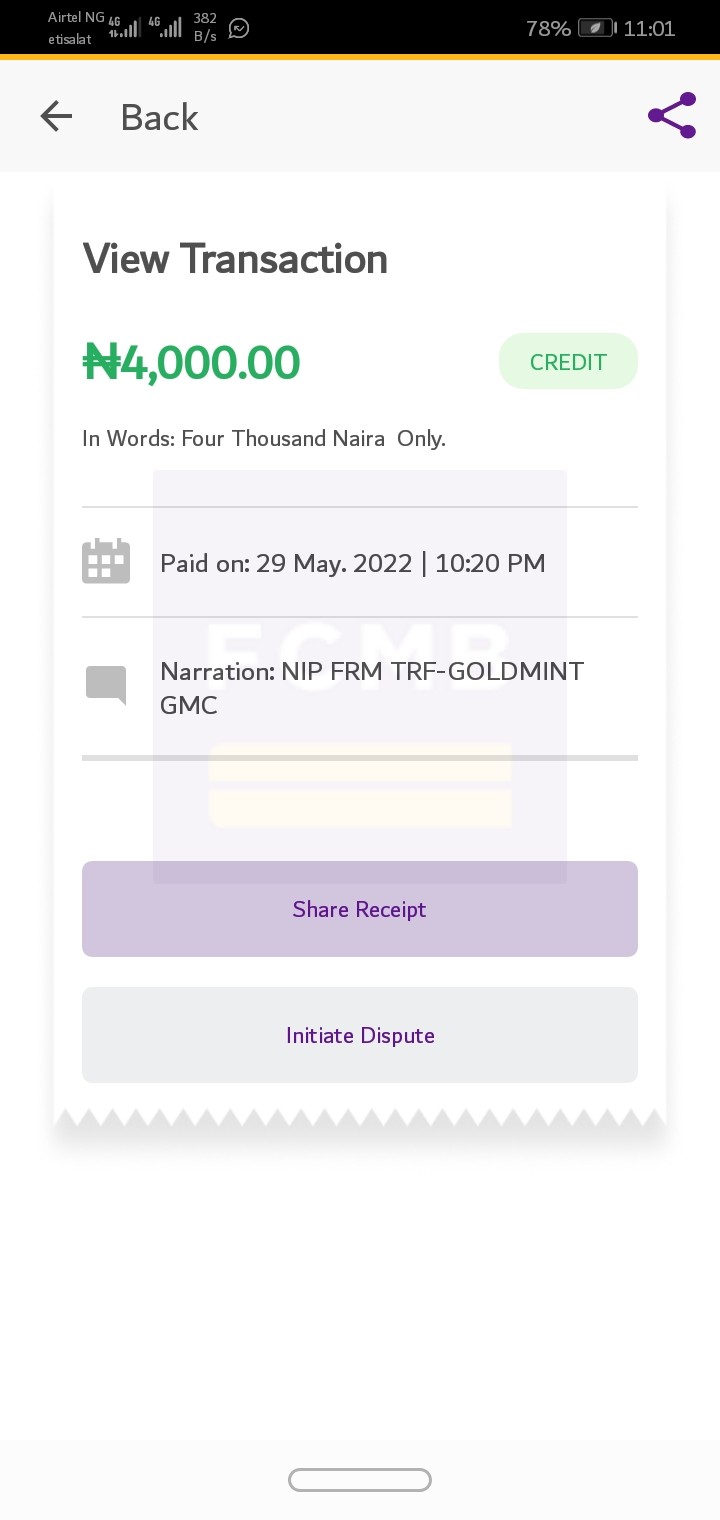 Airtel NG 4G 4G 382 78% 11:01
etisalat B/s
Back
View Transaction
₦4,000.00 CREDIT
In Words: Four Thousand Naira  Only.
Paid on: 29 May. 2022 | 10:20 PM
FCMB
Narration: NIP FRM TRF-GOLDMINT
GMC
Share Receipt
Initiate Dispute